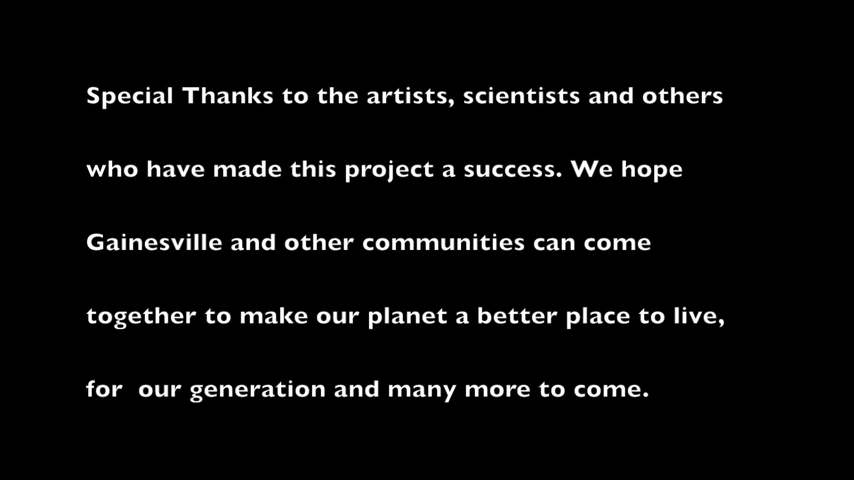 Special Thanks to the artists, scientists and others
who have made this project a success. We hope
Gainesville and other communities can come
together to make our planet a better place to live,
for  our generation and many more to come.